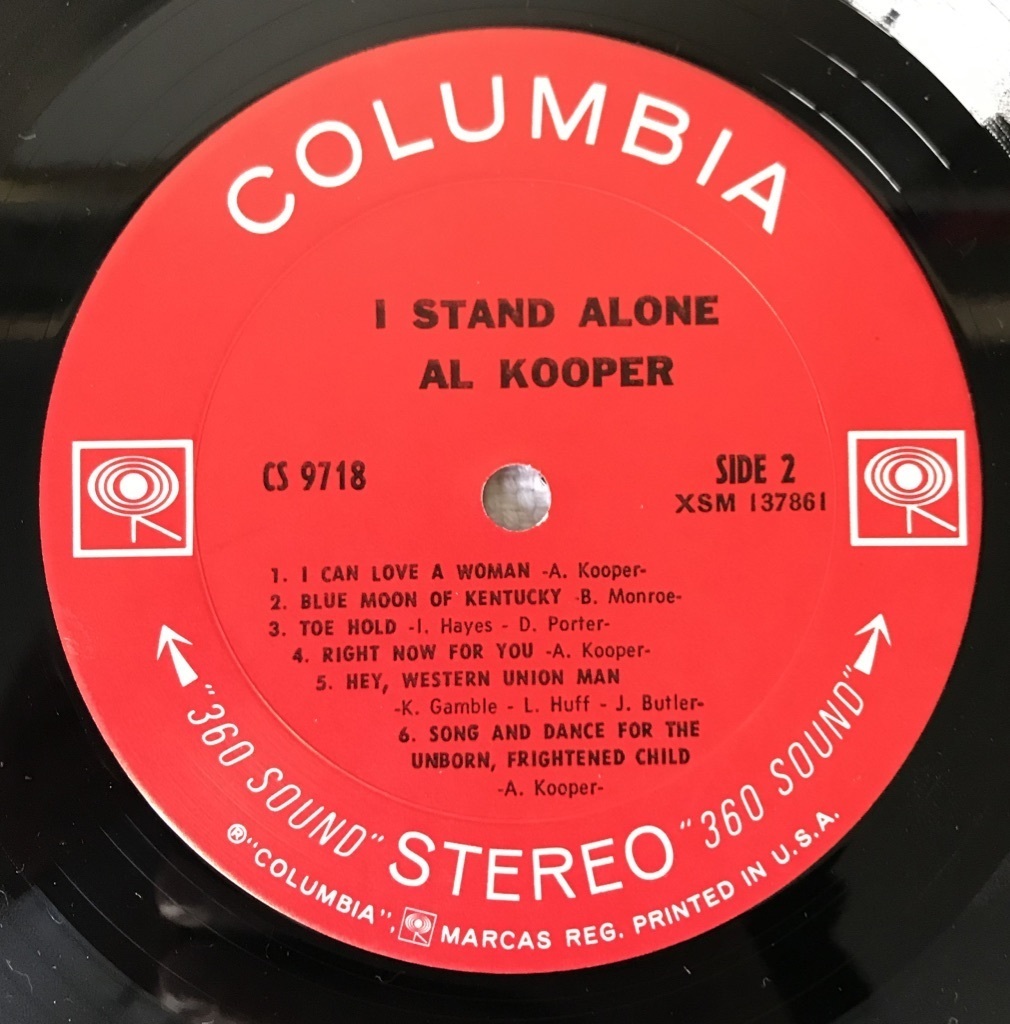 COLUMBIA
I STAND ALONE
AL KOOPER
CS 9718
SIDE 2
XSM 137861
1. I CAN LOVE A WOMAN -A. Kooper-
2. BLUE MOON OF KENTUCKY -B. Monroe-
3. TOE HOLD -I. Hayes - D. Porter-
4. RIGHT NOW FOR YOU -A. Kooper-
5. HEY, WESTERN UNION MAN
-K. Gamble - L. Huff - J. Butler-
6. SONG AND DANCE FOR THE
UNBORN, FRIGHTENED CHILD
-A. Kooper-
"360 SOUND" STEREO "360 SOUND"
®"COLUMBIA", MARCAS REG. PRINTED IN U.S.A.